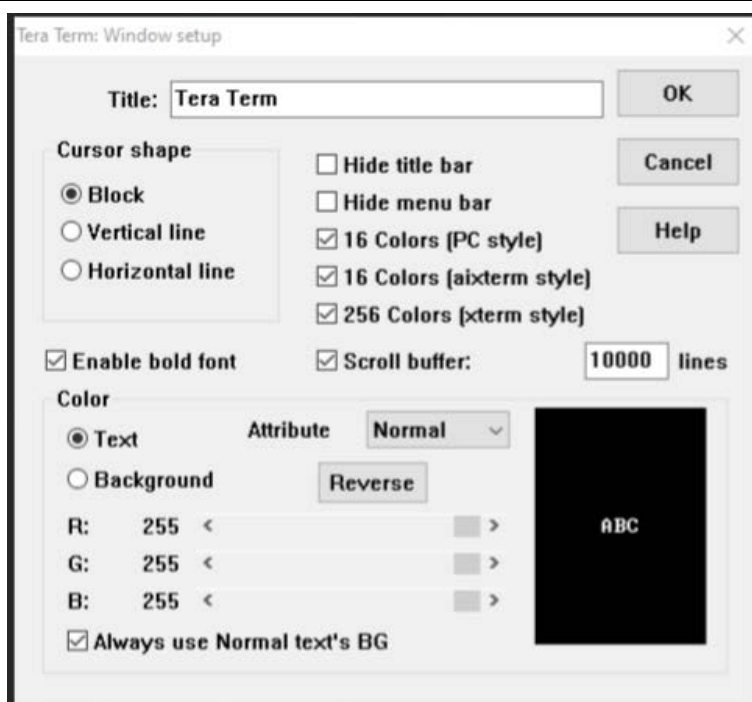 Tera Term: Window setup
Title: Tera Term
OK
Cursor shape
Hide title bar
Cancel
Block
Hide menu bar
Vertical line
16 Colors (PC style)
Help
Horizontal line
16 Colors (aixterm style)
256 Colors (xterm style)
Enable bold font
Scroll buffer: 10000 lines
Color
Text
Attribute Normal
Background
Reverse
R: 255
ABC
G: 255
B: 255
Always use Normal text's BG